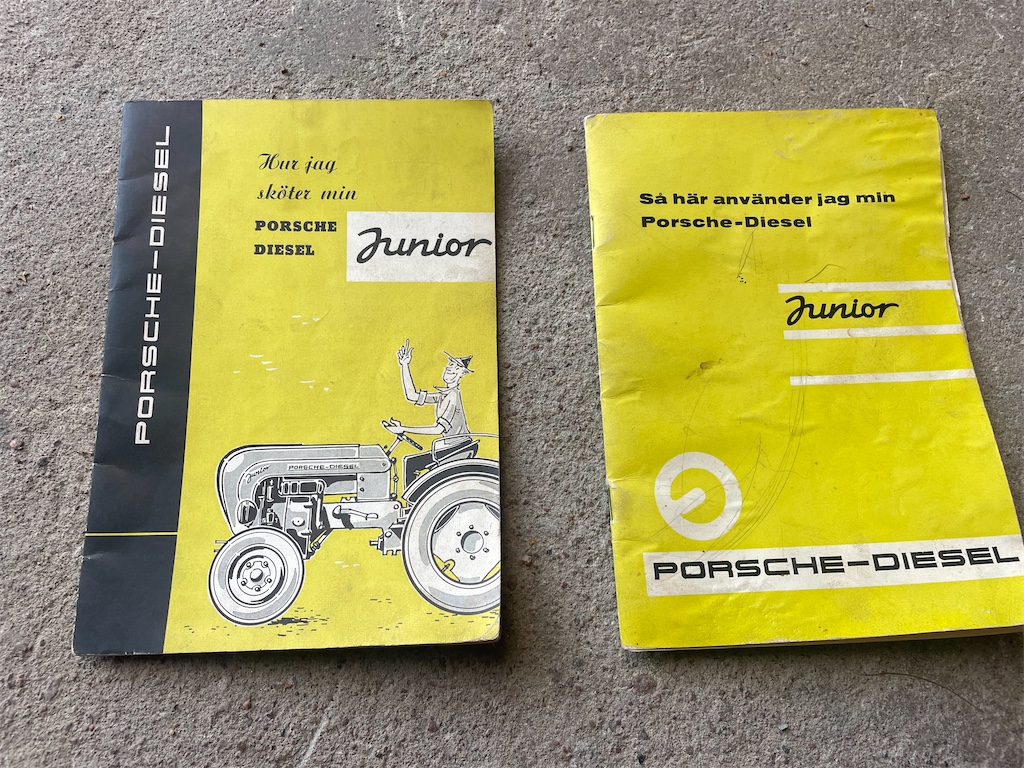 PORSCHE-DIESEL
Hur jag
sköter min
PORSCHE
DIESEL
Junior
Junior
PORSCHE-DIESEL
Så här använder jag min
Porsche-Diesel
Junior
PORSCHE-DIESEL